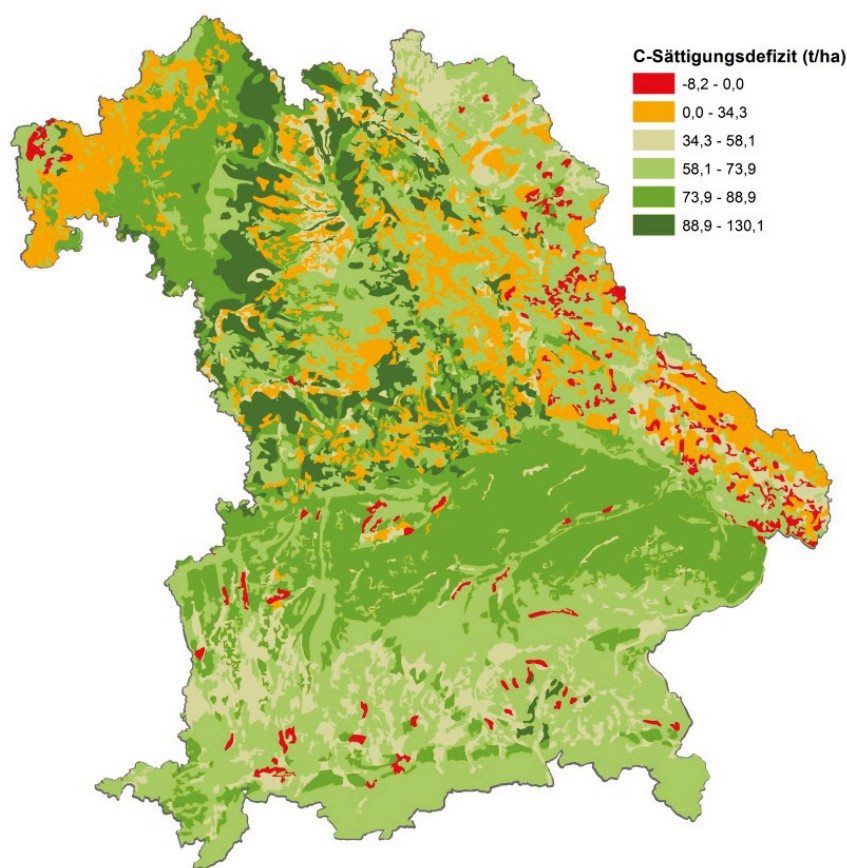 C-Sättigungsdefizit (t/ha)
-8,2 - 0,0
0,0 - 34,3
34,3 - 58,1
58,1 - 73,9
73,9 - 88,9
88,9 - 130,1